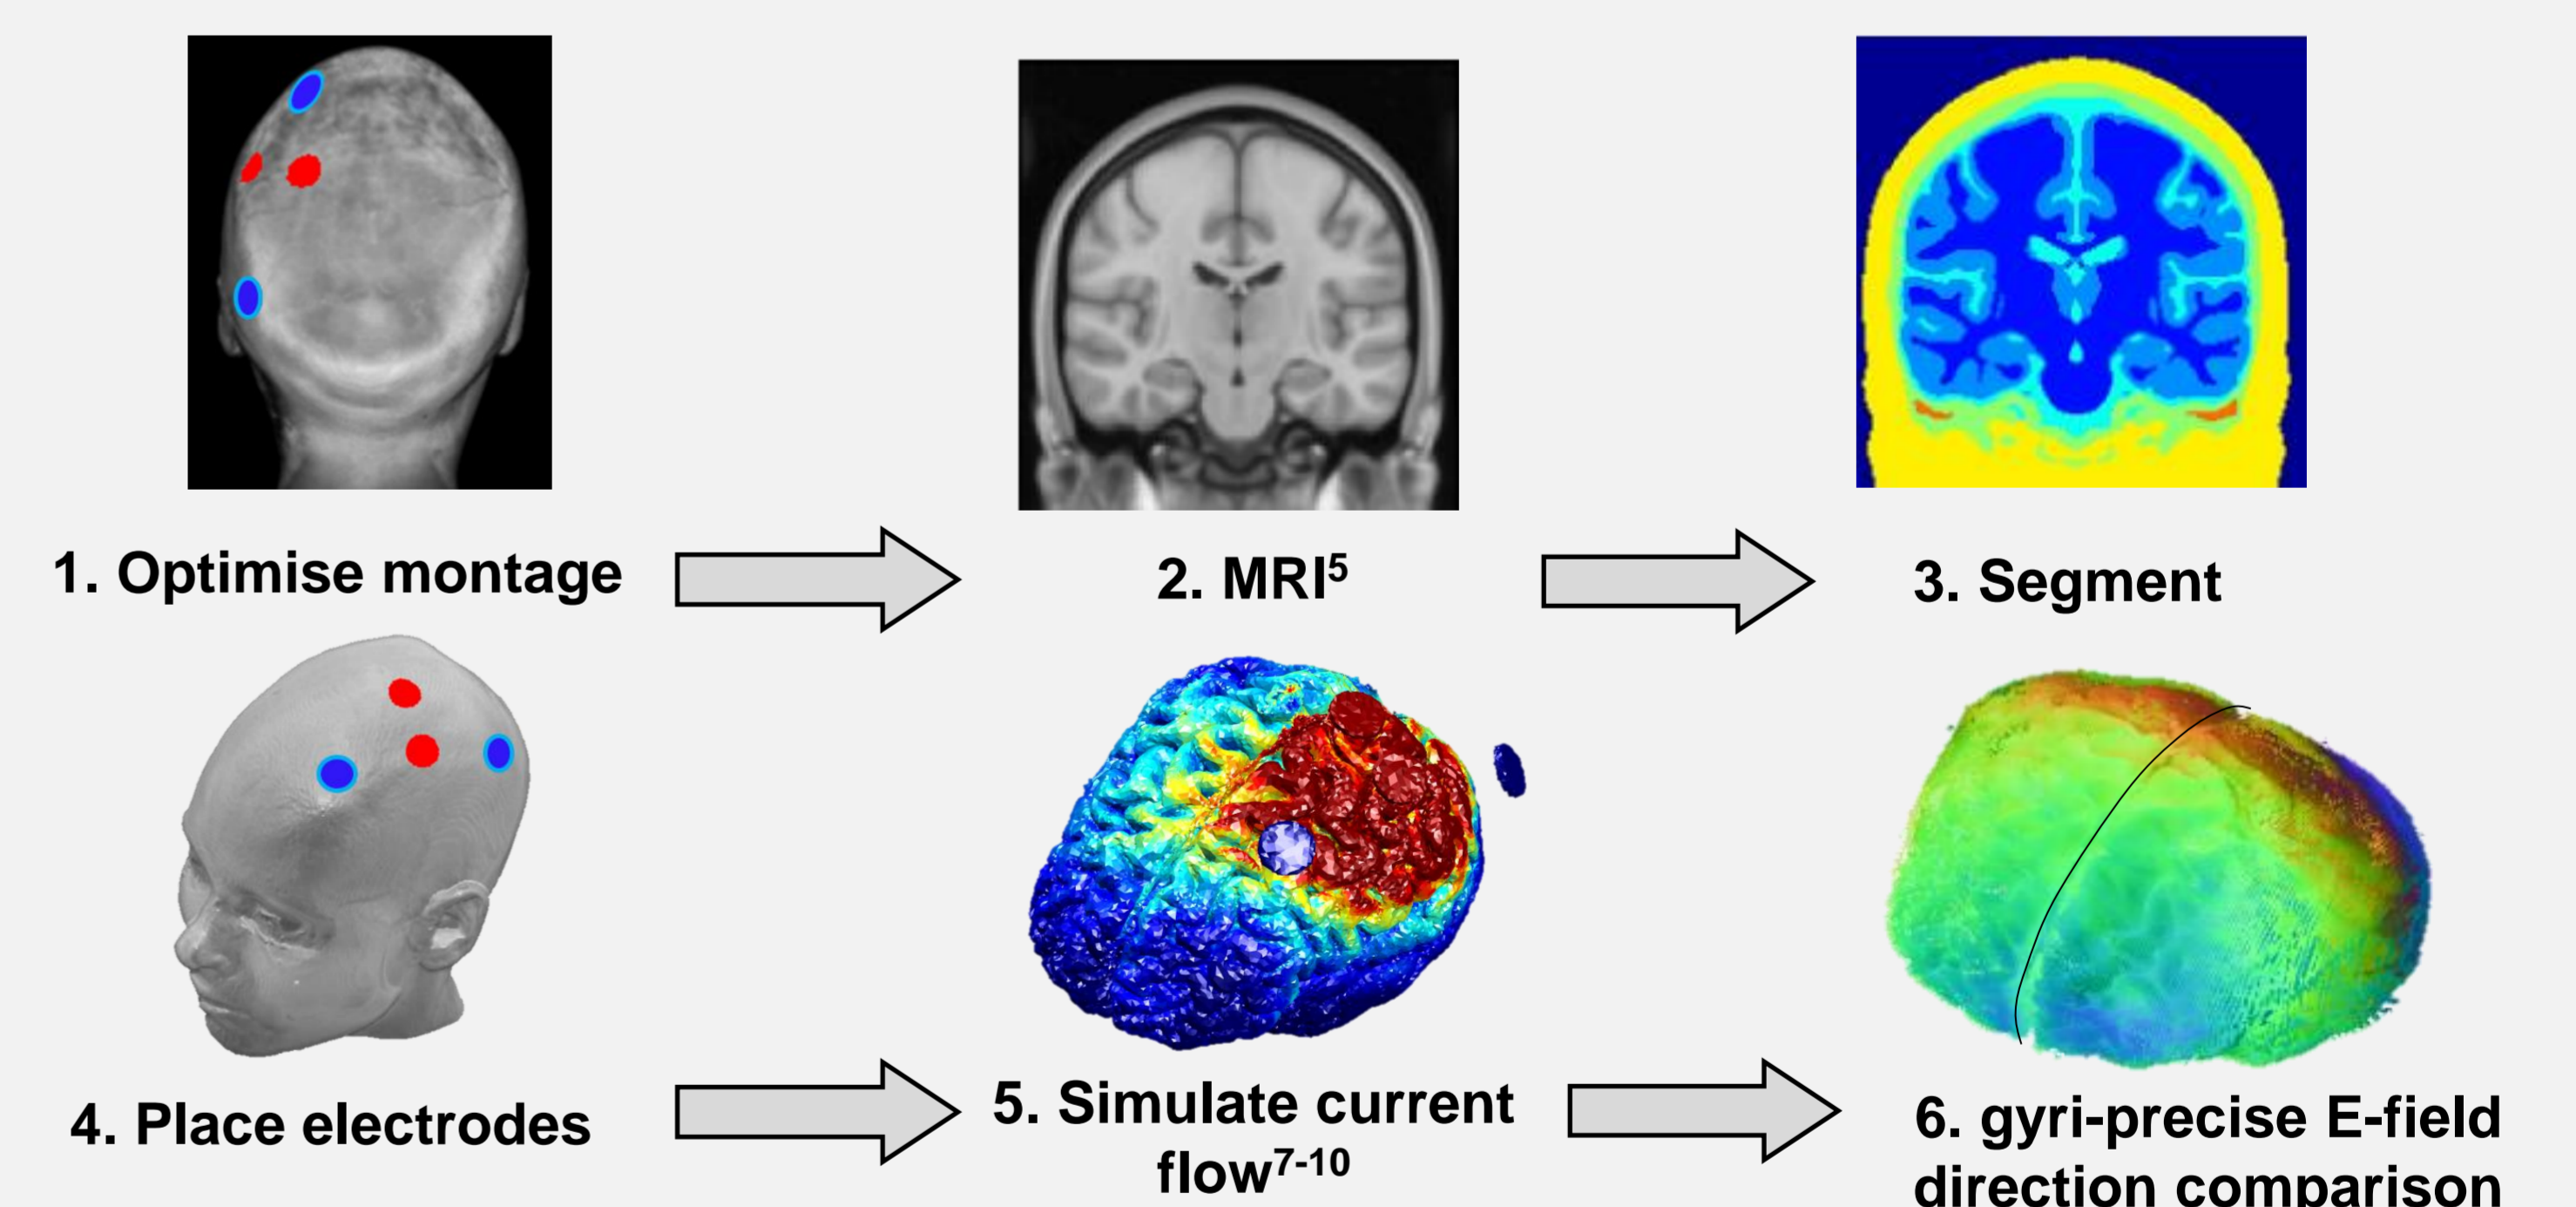 1. Optimise montage
2. MRI⁵
3. Segment
4. Place electrodes
5. Simulate current
flow⁷⁻¹⁰
6. gyri-precise E-field
direction comparison